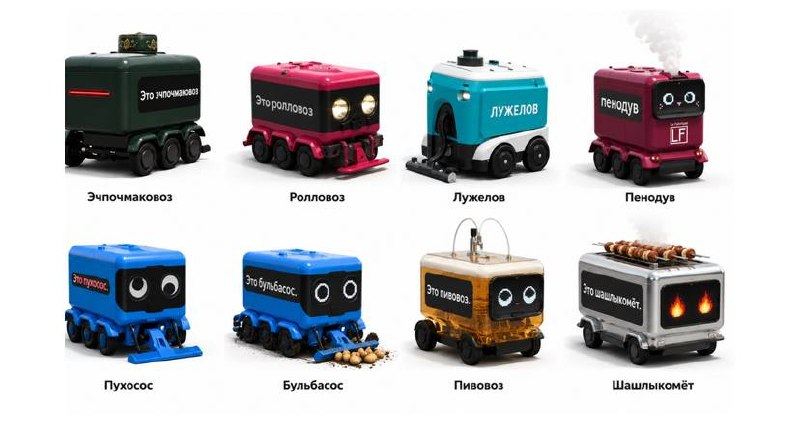 Это эчпочмаковоз
Это ролловоз
ЛУЖЕЛОВ
пенодув
LF
Эчпочмаковоз
Ролловоз
Лужелов
Пенодув
Это пухосос.
Это бульбасос.
Это пивовоз.
Это шашлыкомёт.
Пухосос
Бульбасос
Пивовоз
Шашлыкомёт